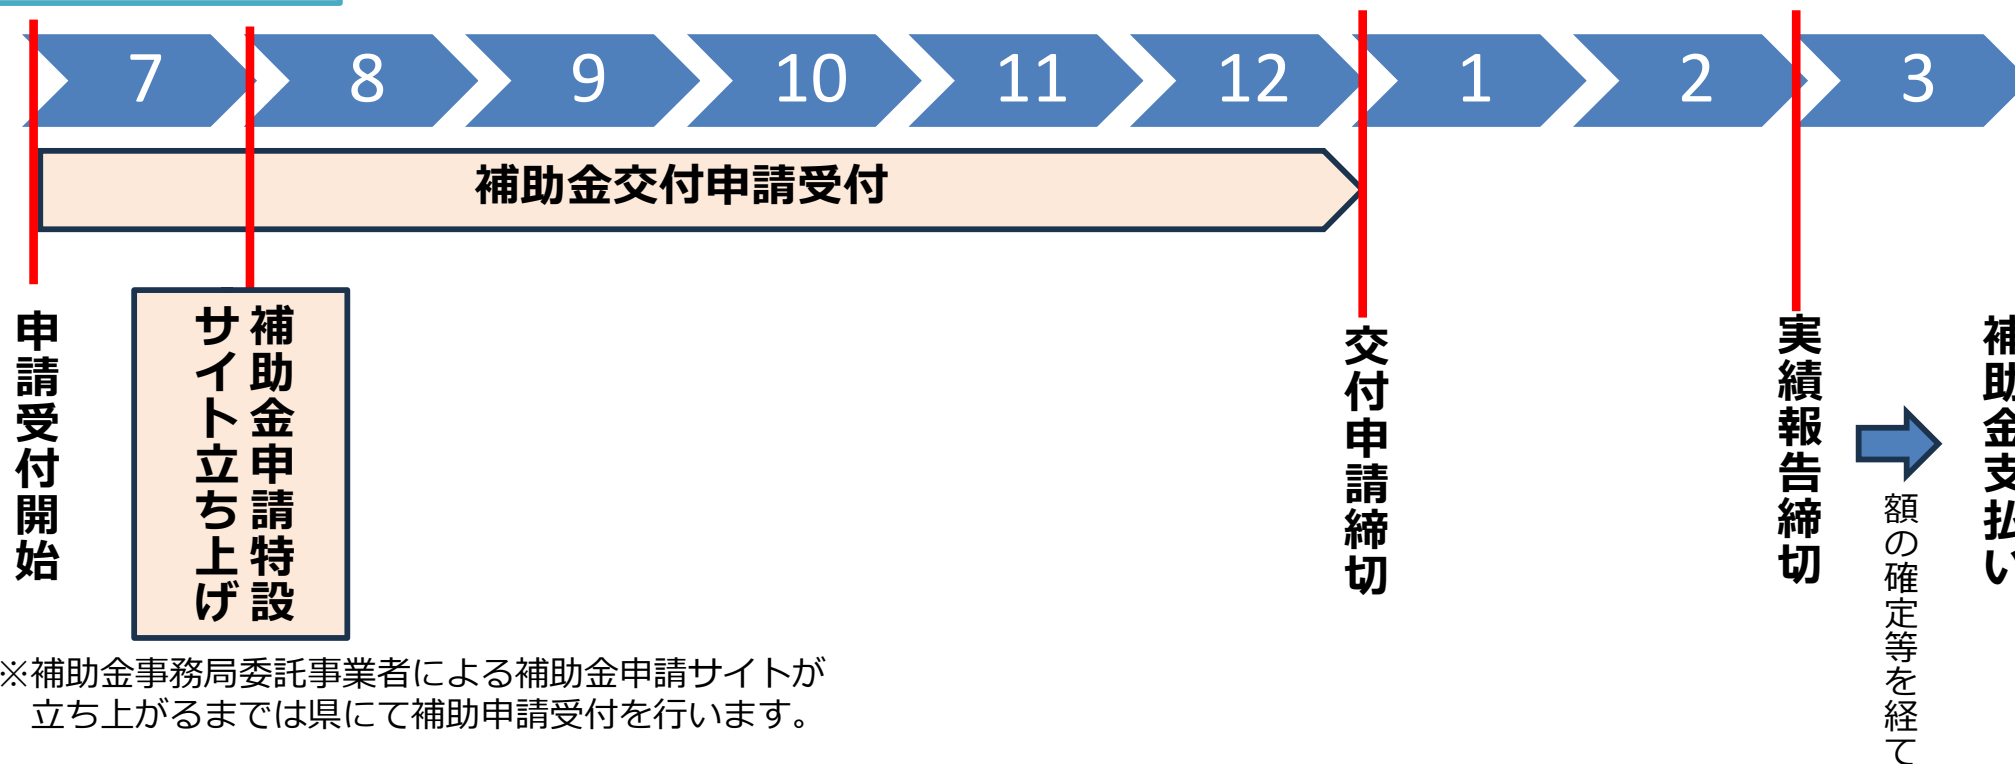 7
8
9
10
11
12
1
2
3
補助金交付申請受付
申請受付開始
補助金申請特設
サイト立ち上げ
交付申請締切
実績報告締切
額の確定等を経て
補助金支払い
※補助金事務局委託事業者による補助金申請サイトが
立ち上がるまでは県にて補助申請受付を行います。